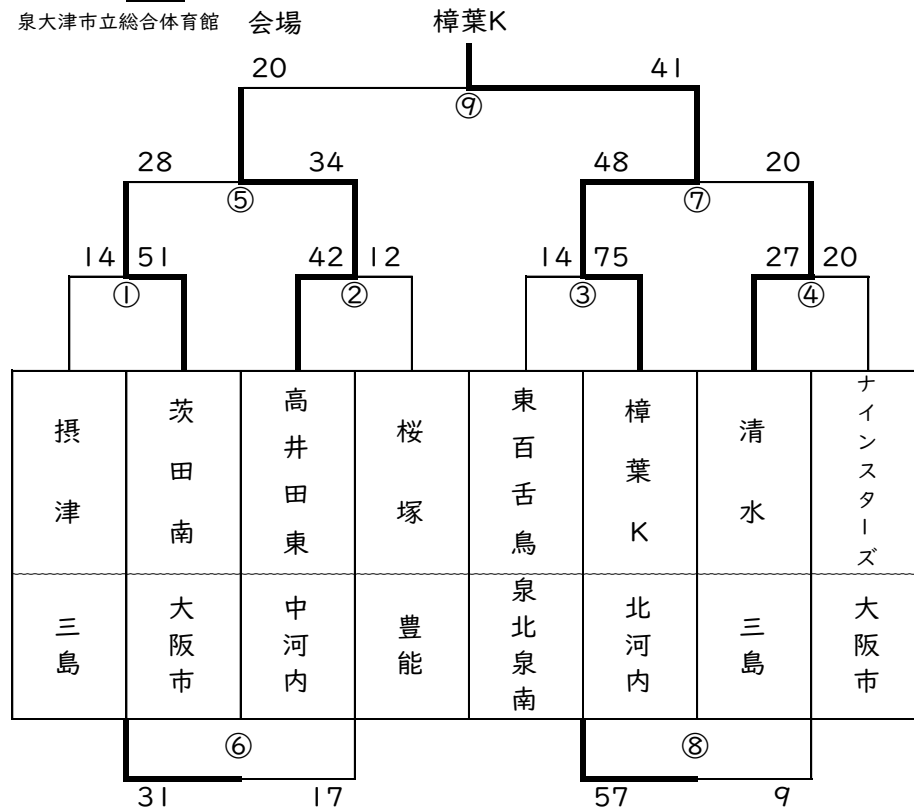 泉大津市立総合体育館 会場 樟葉K
20 41
⑨
28 34 48 20
⑤ ⑦
14 51 42 12 14 75 27 20
① ② ③ ④
摂津 茨田南 高井田東 桜塚 東百舌鳥 樟葉K 清水 ナインスターズ
三島 大阪市 中河内 豊能 泉北泉南 北河内 三島 大阪市
⑥ ⑧
31 17 57 9